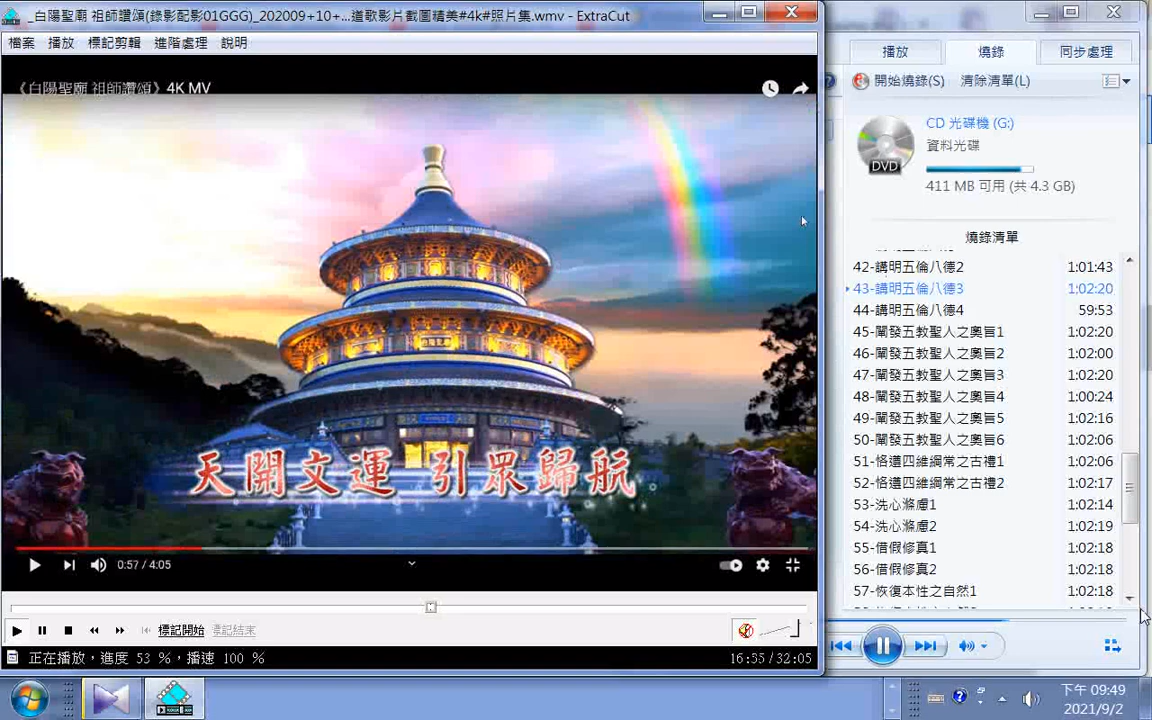 _白陽聖廟 祖師讚頌(錄影配影01GGG)_202009+10+...道歌影片截圖精美#4k#照片集.wmv - ExtraCut
檔案 播放 標記剪輯 進階處理 說明
《白陽聖廟 祖師讚頌》4K MV
白陽聖廟
天開文運 引眾歸航
0:57 / 4:05
標記開始 標記結束
正在播放，進度 53 %，播速 100 %
16:55 / 32:05
播放 燒錄 同步處理
開始燒錄(S) 清除清單(L)
CD 光碟機 (G:)
資料光碟
DVD
411 MB 可用 (共 4.3 GB)
燒錄清單
42-講明五倫八德2 1:01:43
43-講明五倫八德3 1:02:20
44-講明五倫八德4 59:53
45-闡發五教聖人之奧旨1 1:02:20
46-闡發五教聖人之奧旨2 1:02:00
47-闡發五教聖人之奧旨3 1:02:20
48-闡發五教聖人之奧旨4 1:00:24
49-闡發五教聖人之奧旨5 1:02:16
50-闡發五教聖人之奧旨6 1:02:06
51-恪遵四維綱常之古禮1 1:02:06
52-恪遵四維綱常之古禮2 1:02:17
53-洗心滌慮1 1:02:14
54-洗心滌慮2 1:02:19
55-借假修真1 1:02:18
56-借假修真2 1:02:18
57-恢復本性之自然1 1:02:18
下午 09:49
2021/9/2